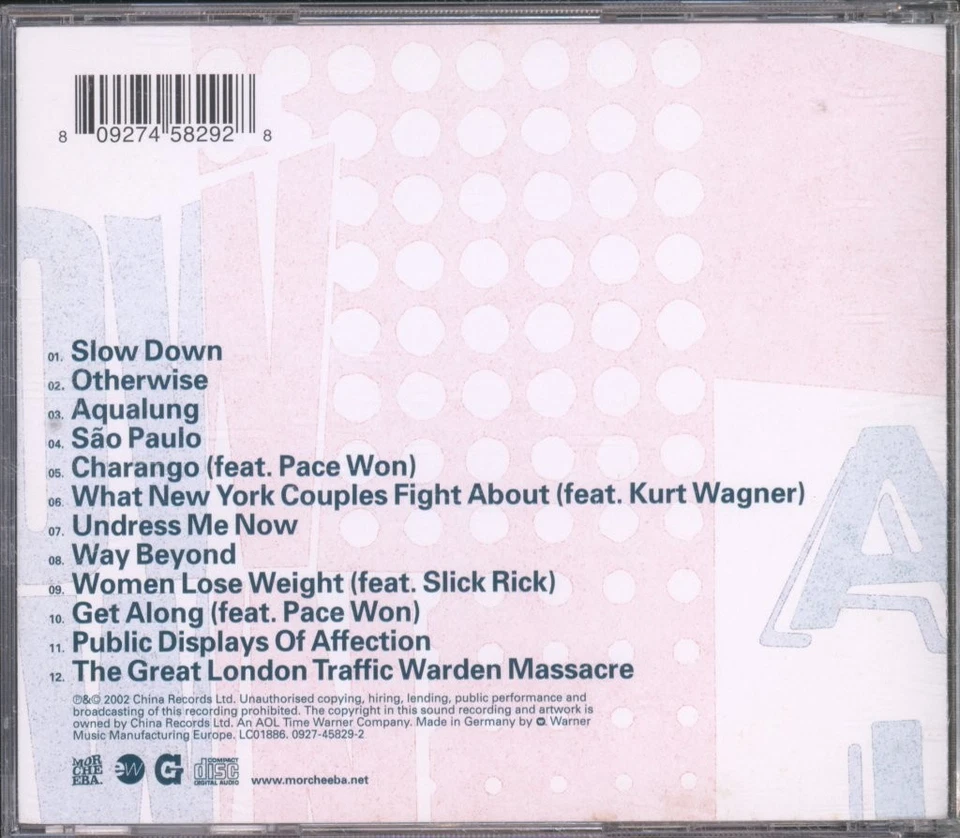 8 09274 58292 8
01. Slow Down
02. Otherwise
03. Aqualung
04. São Paulo
05. Charango (feat. Pace Won)
06. What New York Couples Fight About (feat. Kurt Wagner)
07. Undress Me Now
08. Way Beyond
09. Women Lose Weight (feat. Slick Rick)
10. Get Along (feat. Pace Won)
11. Public Displays Of Affection
12. The Great London Traffic Warden Massacre
℗&© 2002 China Records Ltd. Unauthorised copying, hiring, lending, public performance and
broadcasting of this recording prohibited. The copyright in this sound recording and artwork is
owned by China Records Ltd. An AOL Time Warner Company. Made in Germany by Warner
Music Manufacturing Europe. LC01886. 0927-45829-2
MOR
CHE
EBA.
ew
G
COMPACT
disc
DIGITAL AUDIO
www.morcheeba.net
A